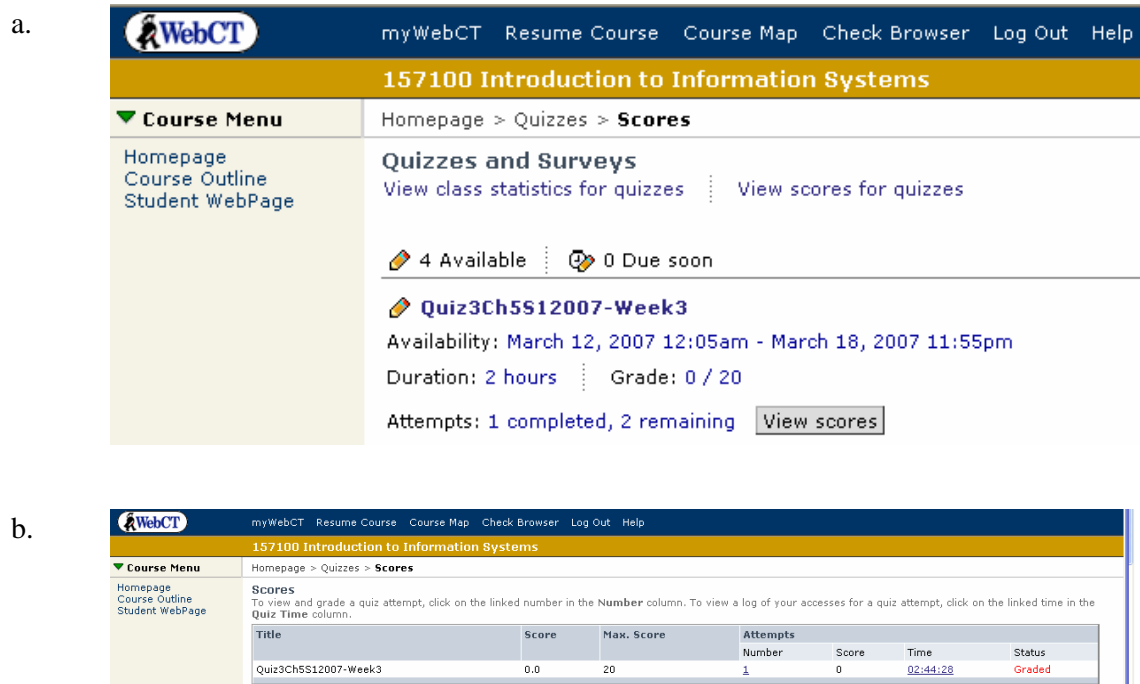 a.
WebCT
myWebCT Resume Course Course Map Check Browser Log Out Help
157100 Introduction to Information Systems
Course Menu
Homepage > Quizzes > Scores
Homepage
Course Outline
Student WebPage
Quizzes and Surveys
View class statistics for quizzes View scores for quizzes
4 Available 0 Due soon
Quiz3Ch5S12007-Week3
Availability: March 12, 2007 12:05am - March 18, 2007 11:55pm
Duration: 2 hours Grade: 0 / 20
Attempts: 1 completed, 2 remaining View scores
b.
WebCT
myWebCT Resume Course Course Map Check Browser Log Out Help
157100 Introduction to Information Systems
Course Menu
Homepage > Quizzes > Scores
Homepage
Course Outline
Student WebPage
Scores
To view and grade a quiz attempt, click on the linked number in the Number column. To view a log of your accesses for a quiz attempt, click on the linked time in the
Quiz Time column.
Title Score Max. Score Attempts
Number Score Time Status
Quiz3Ch5S12007-Week3 0.0 20 1 0 02:44:28 Graded